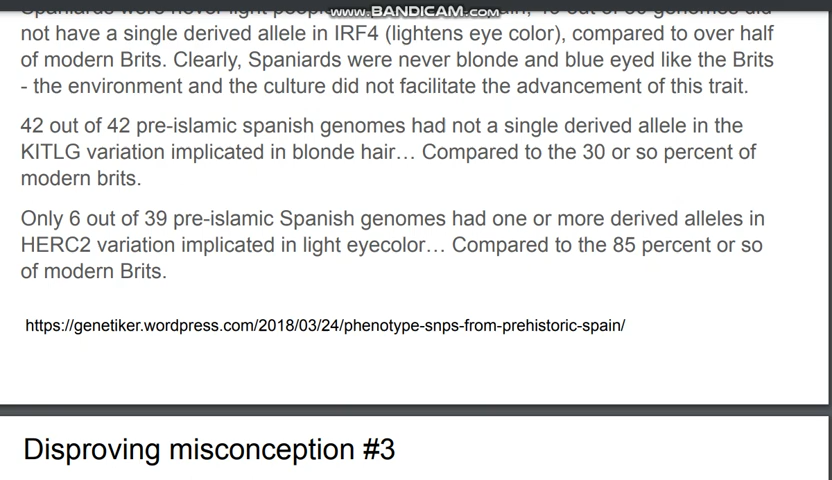 www.BANDICAM.com
not have a single derived allele in IRF4 (lightens eye color), compared to over half
of modern Brits. Clearly, Spaniards were never blonde and blue eyed like the Brits
- the environment and the culture did not facilitate the advancement of this trait.
42 out of 42 pre-islamic spanish genomes had not a single derived allele in the
KITLG variation implicated in blonde hair… Compared to the 30 or so percent of
modern brits.
Only 6 out of 39 pre-islamic Spanish genomes had one or more derived alleles in
HERC2 variation implicated in light eyecolor… Compared to the 85 percent or so
of modern Brits.
https://genetiker.wordpress.com/2018/03/24/phenotype-snps-from-prehistoric-spain/
Disproving misconception #3